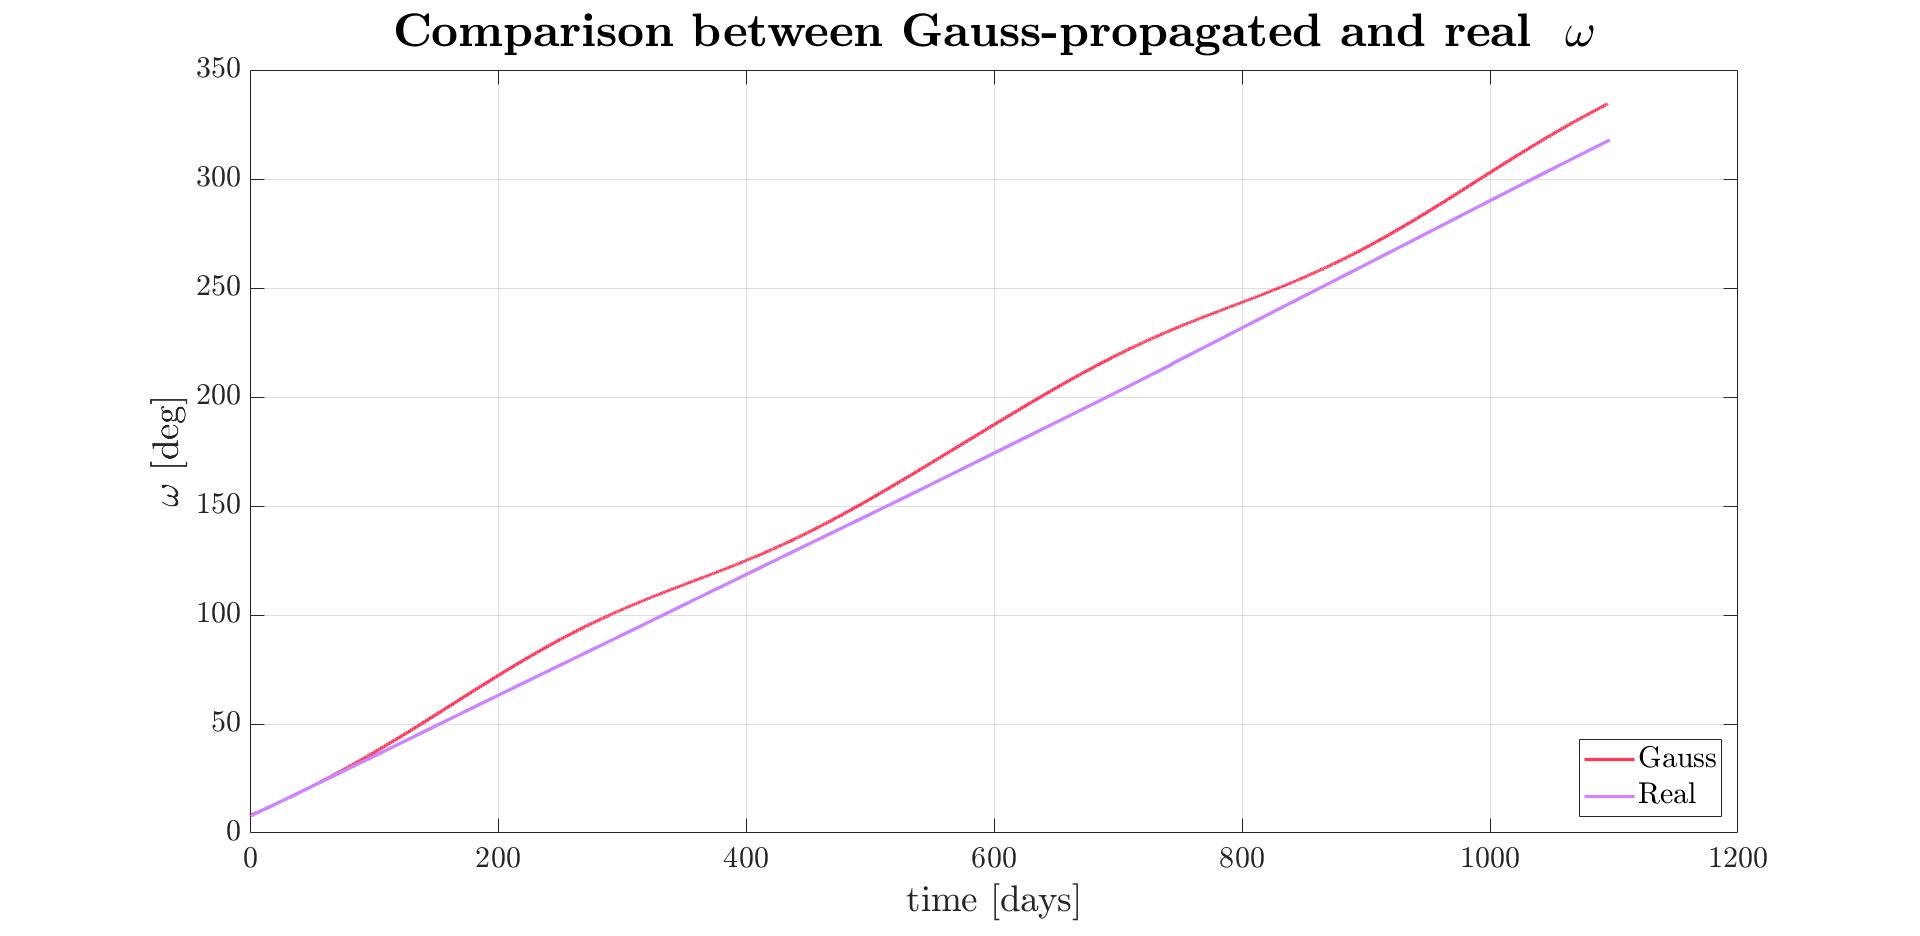 Comparison between Gauss-propagated and real ω
350
300
250
200
150
100
50
0
ω [deg]
0 200 400 600 800 1000 1200
time [days]
Gauss
Real